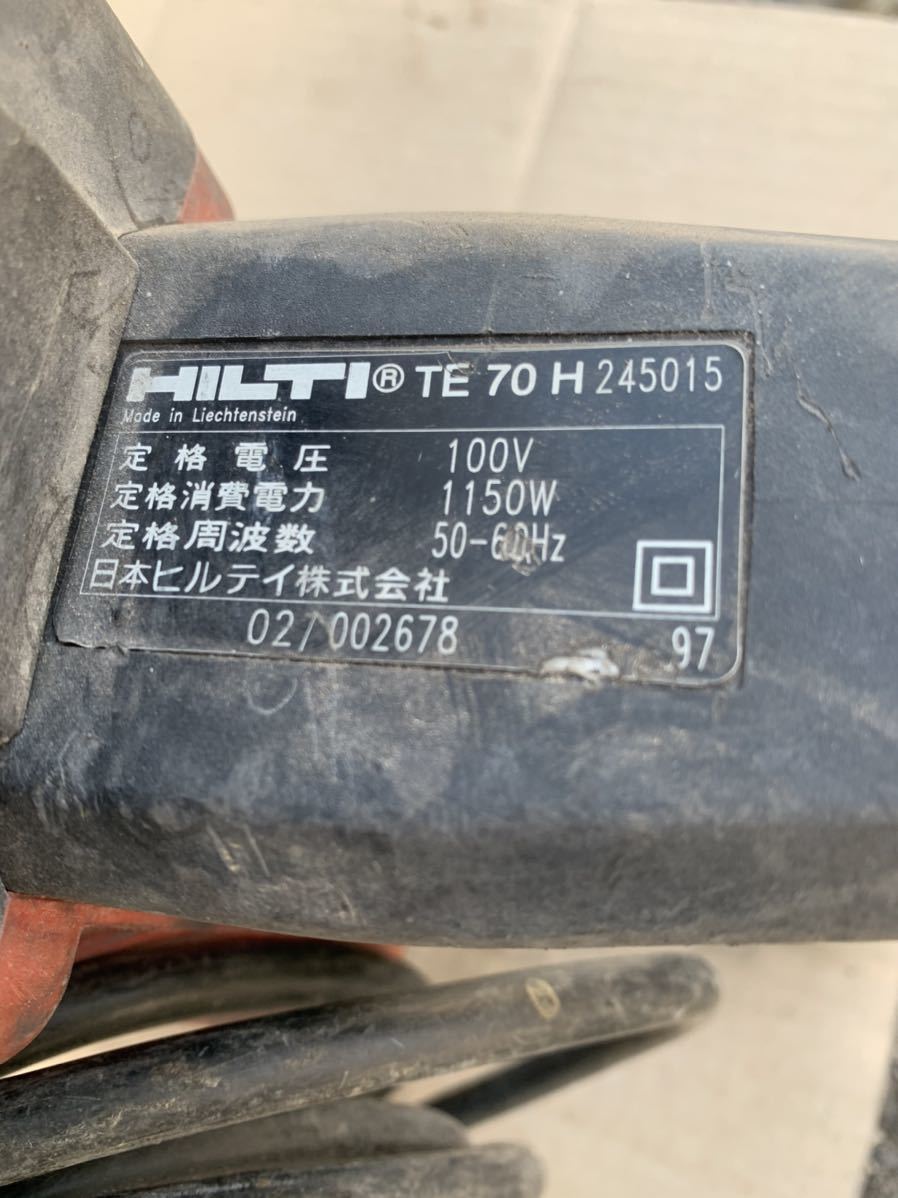 HILTI® TE 70 H 245015
Made in Liechtenstein
定格電圧 100V
定格消費電力 1150W
定格周波数 50-60Hz
日本ヒルテイ株式会社
02/002678 97